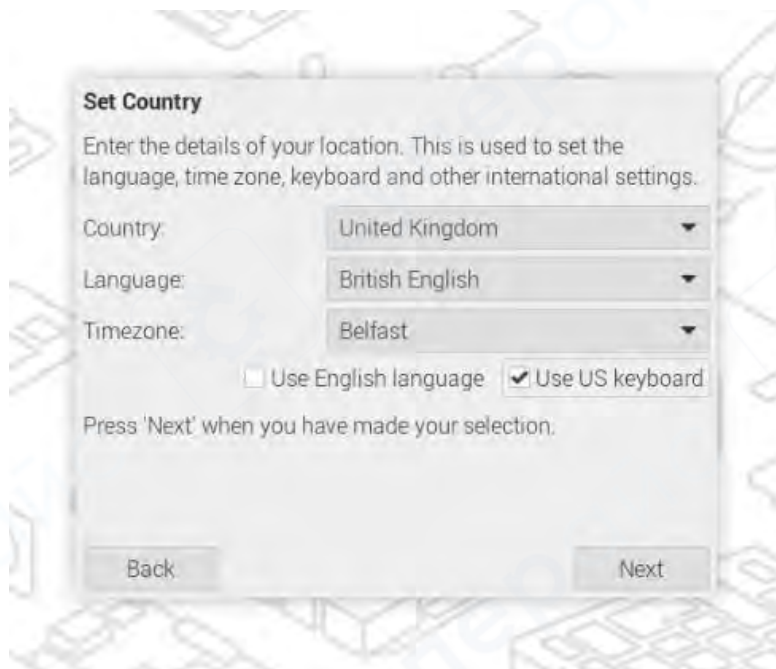 Set Country
Enter the details of your location. This is used to set the
language, time zone, keyboard and other international settings.
Country: United Kingdom
Language: British English
Timezone: Belfast
Use English language Use US keyboard
Press 'Next' when you have made your selection.
Back Next